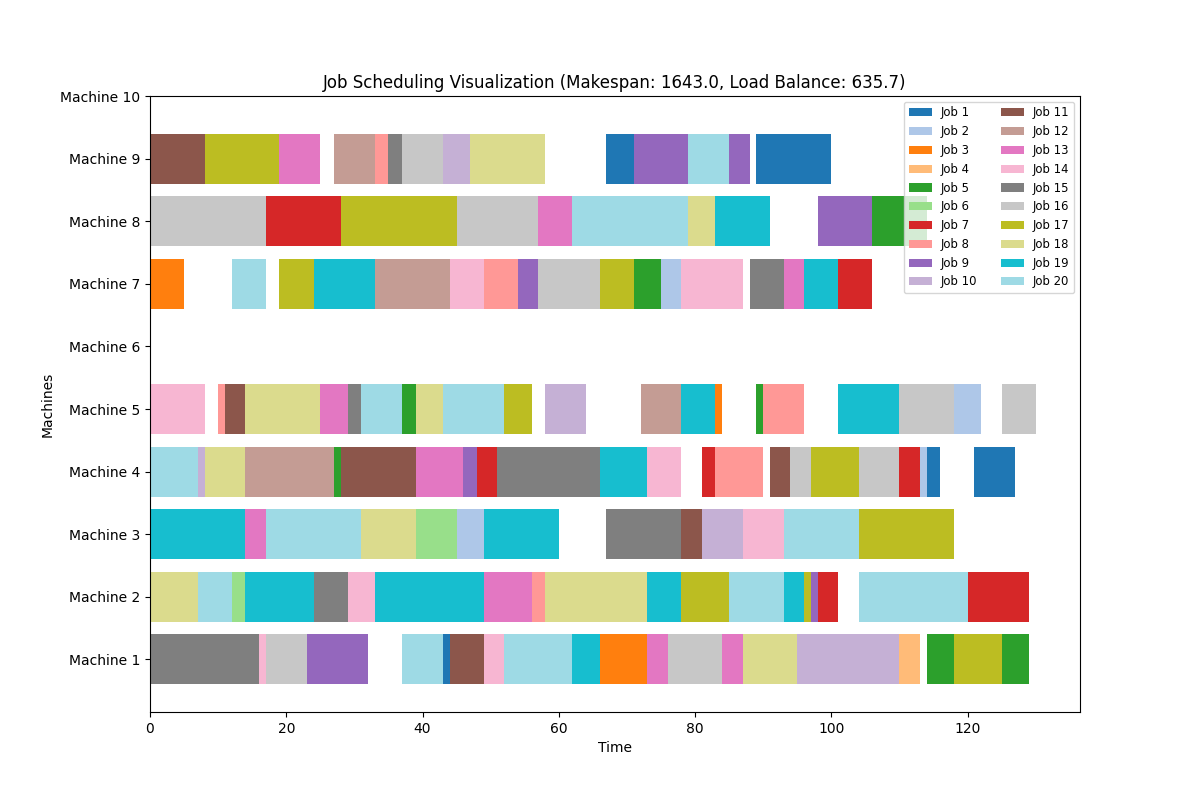 Job Scheduling Visualization (Makespan: 1643.0, Load Balance: 635.7)
Machine 10
Machine 9
Machine 8
Machine 7
Machine 6
Machine 5
Machine 4
Machine 3
Machine 2
Machine 1
Machines
0 20 40 60 80 100 120
Time
Job 1 Job 11
Job 2 Job 12
Job 3 Job 13
Job 4 Job 14
Job 5 Job 15
Job 6 Job 16
Job 7 Job 17
Job 8 Job 18
Job 9 Job 19
Job 10 Job 20